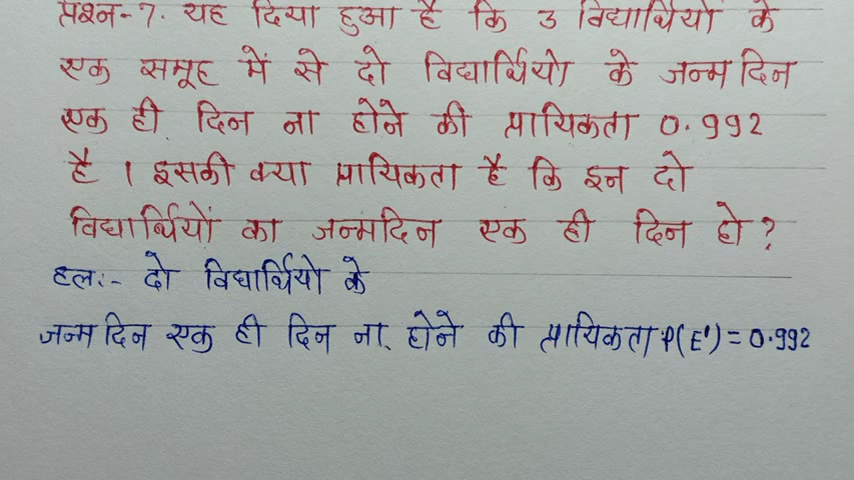 प्रश्न-7. यह दिया हुआ है कि 3 विद्यार्थियों के
एक समूह में से दो विद्यार्थियो के जन्मदिन
एक ही दिन ना होने की प्रायिकता 0.992
है । इसकी क्या प्रायिकता है कि इन दो
विद्यार्थियों का जन्मदिन एक ही दिन हो ?
हल:- दो विद्यार्थियो के
जन्मदिन एक ही दिन ना होने की प्रायिकता P(E') = 0.992